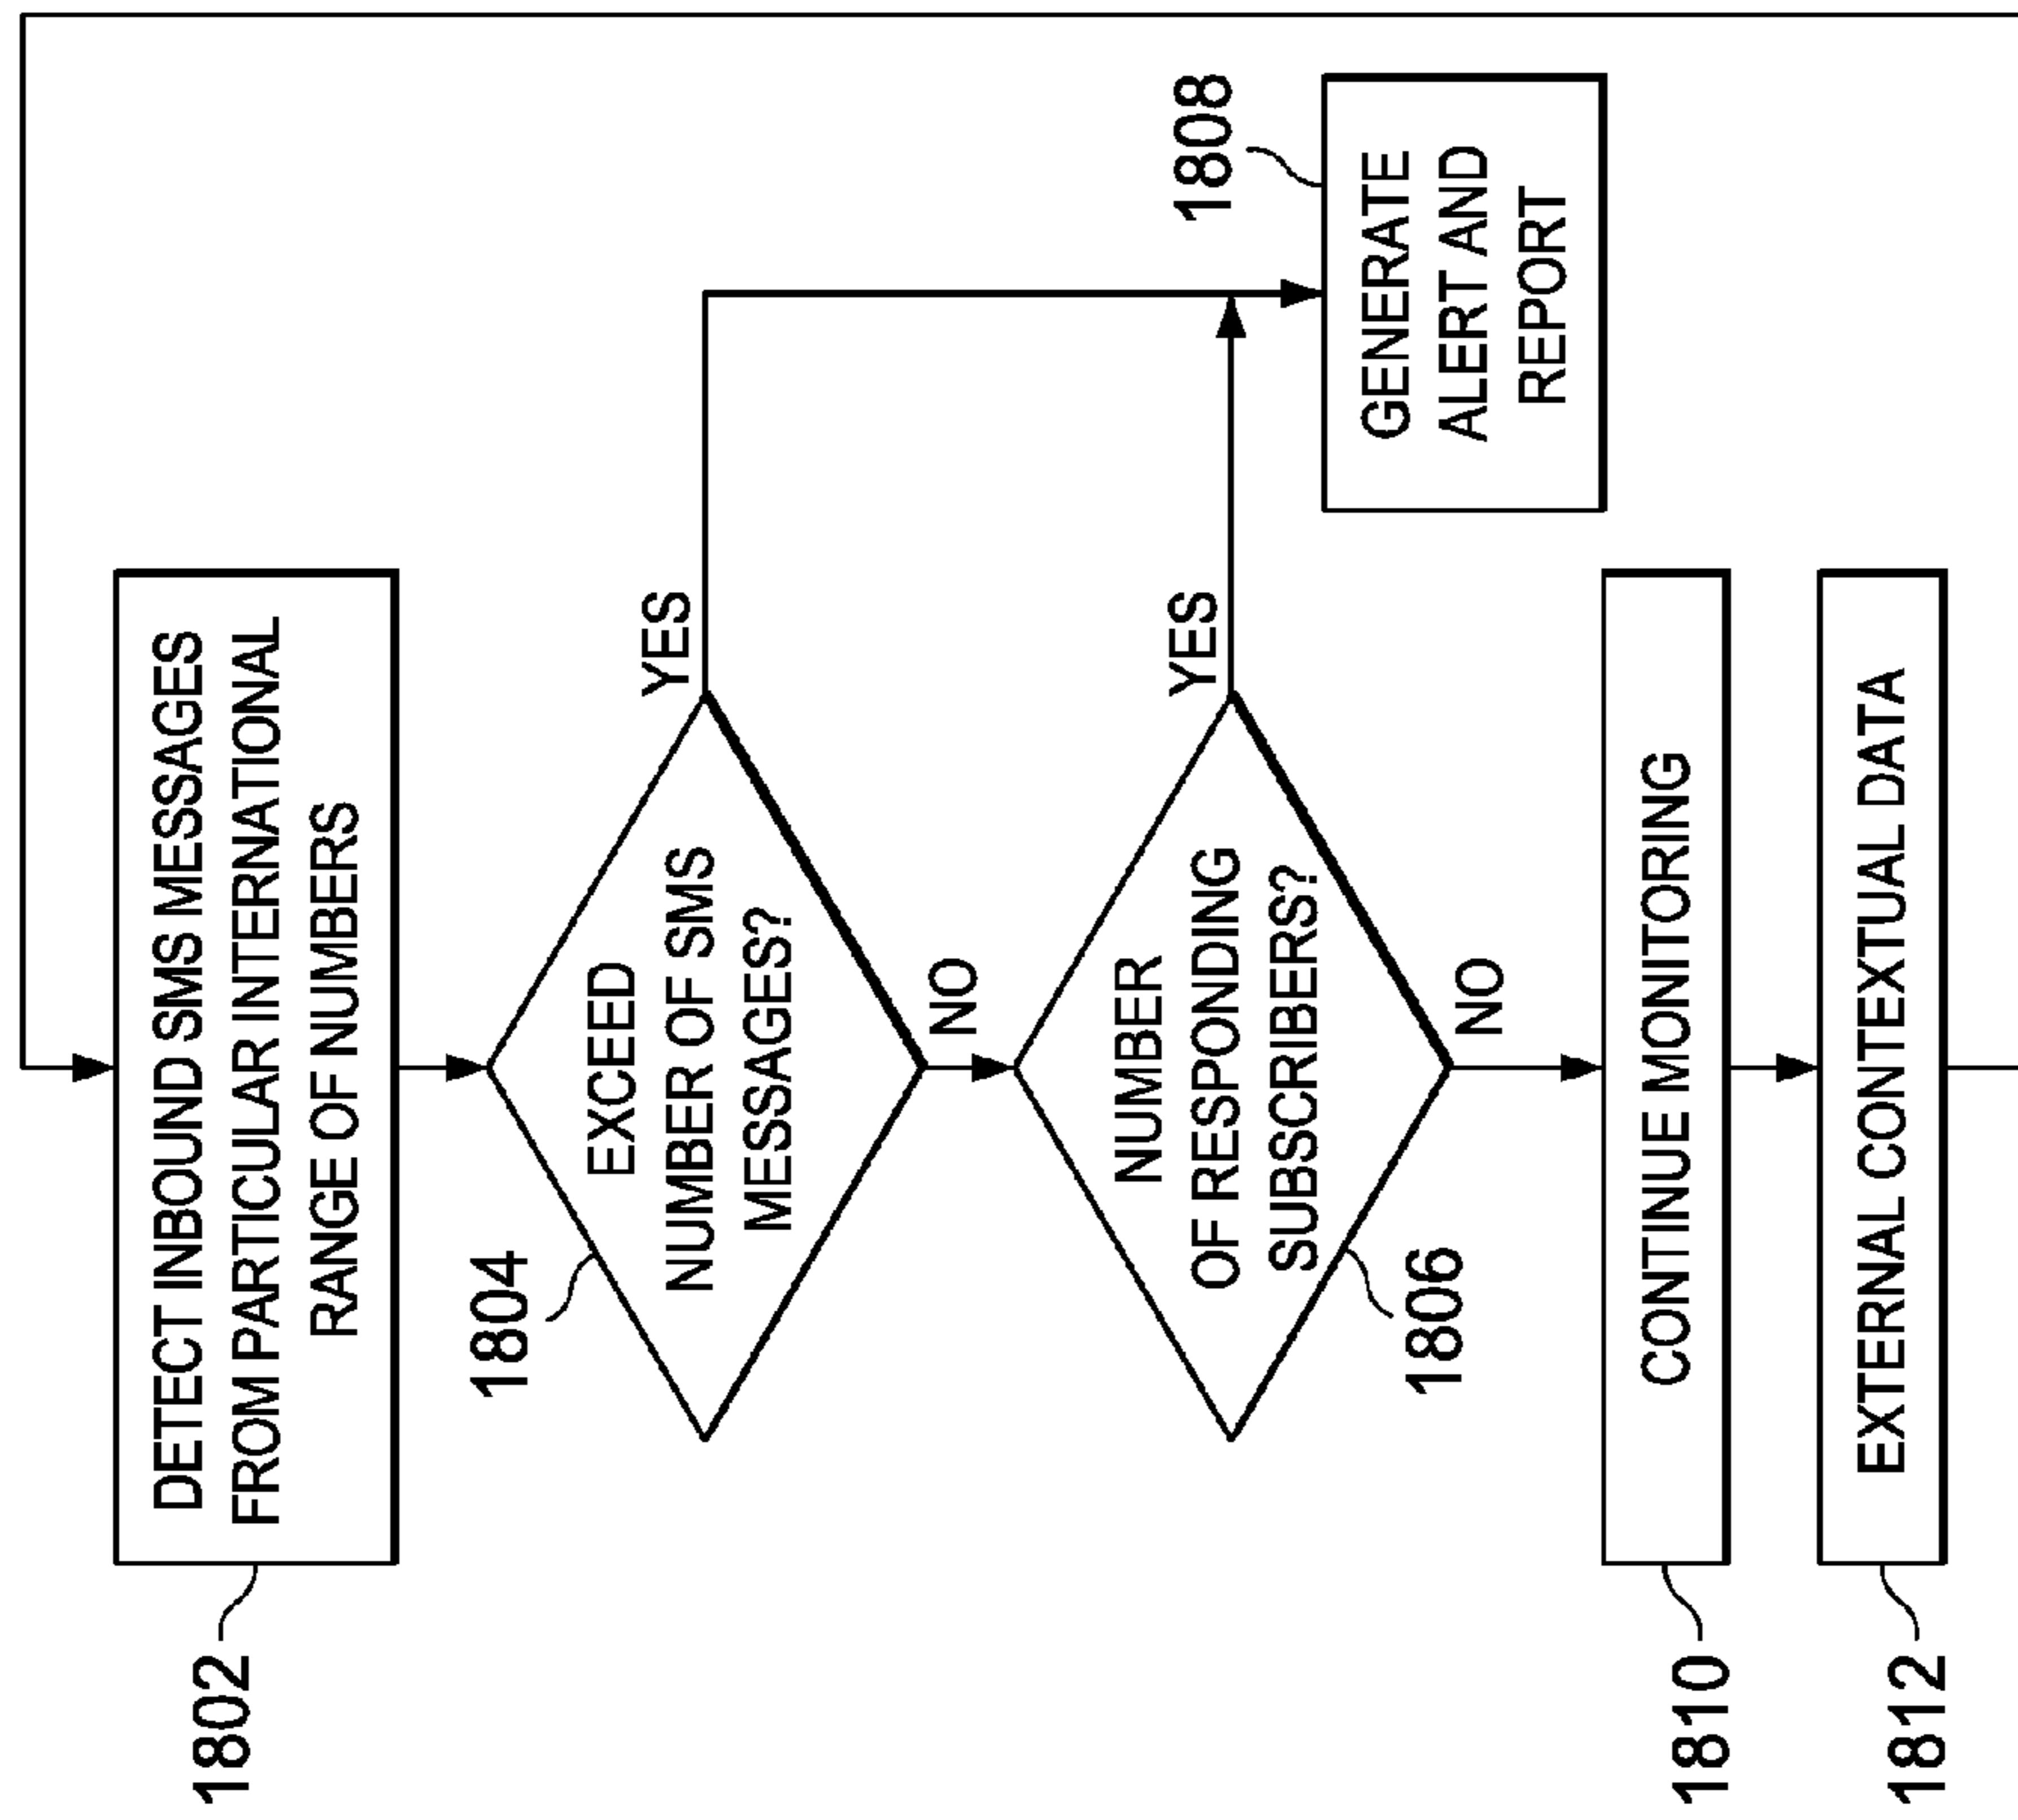 1802
DETECT INBOUND SMS MESSAGES
FROM PARTICULAR INTERNATIONAL
RANGE OF NUMBERS
1804
EXCEED
NUMBER OF SMS
MESSAGES?
YES
NO
NUMBER
OF RESPONDING
SUBSCRIBERS?
YES
1806
NO
1808
GENERATE
ALERT AND
REPORT
1810
CONTINUE MONITORING
1812
EXTERNAL CONTEXTUAL DATA